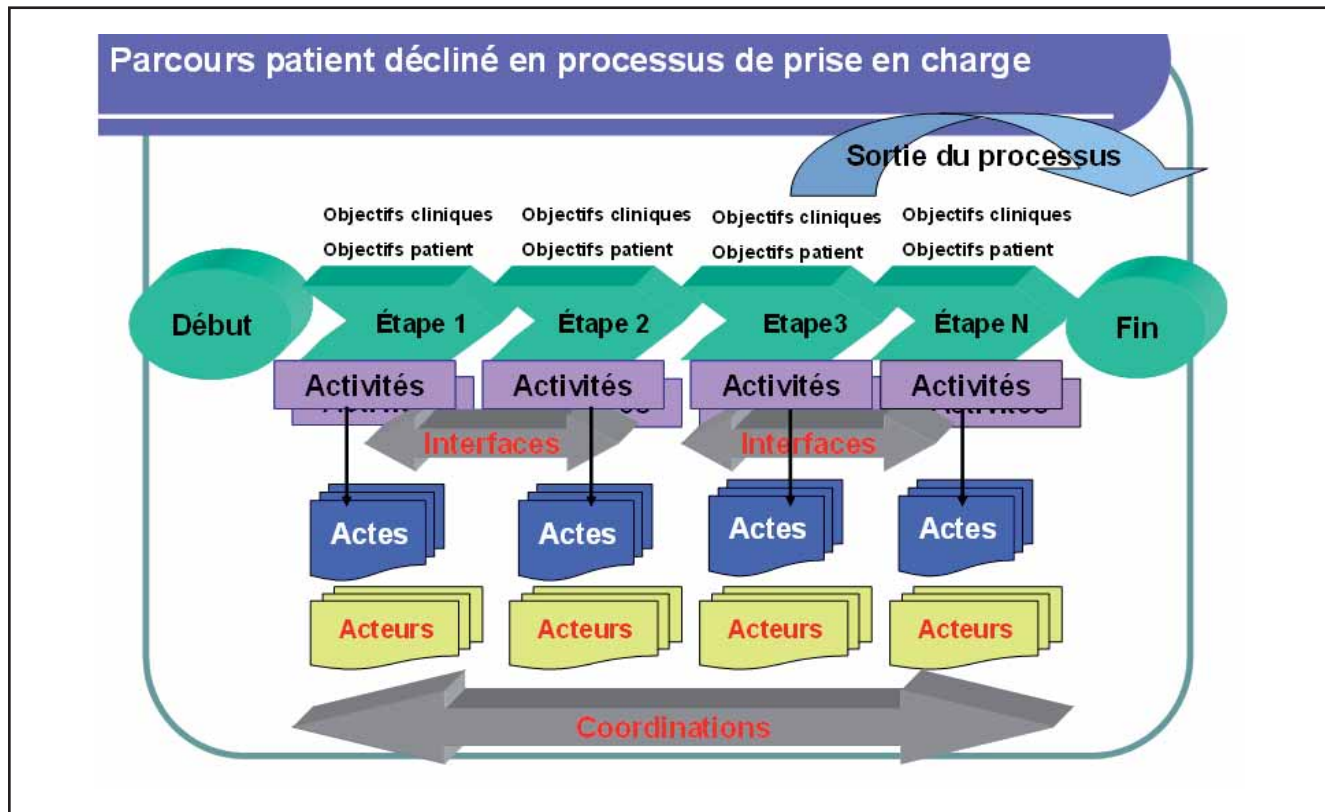 Parcours patient décliné en processus de prise en charge
Sortie du processus
Objectifs cliniques Objectifs cliniques Objectifs cliniques Objectifs cliniques
Objectifs patient Objectifs patient Objectifs patient Objectifs patient
Début Étape 1 Étape 2 Etape3 Étape N Fin
Activités Activités Activités Activités
Interfaces Interfaces
Actes Actes Actes Actes
Acteurs Acteurs Acteurs Acteurs
Coordinations